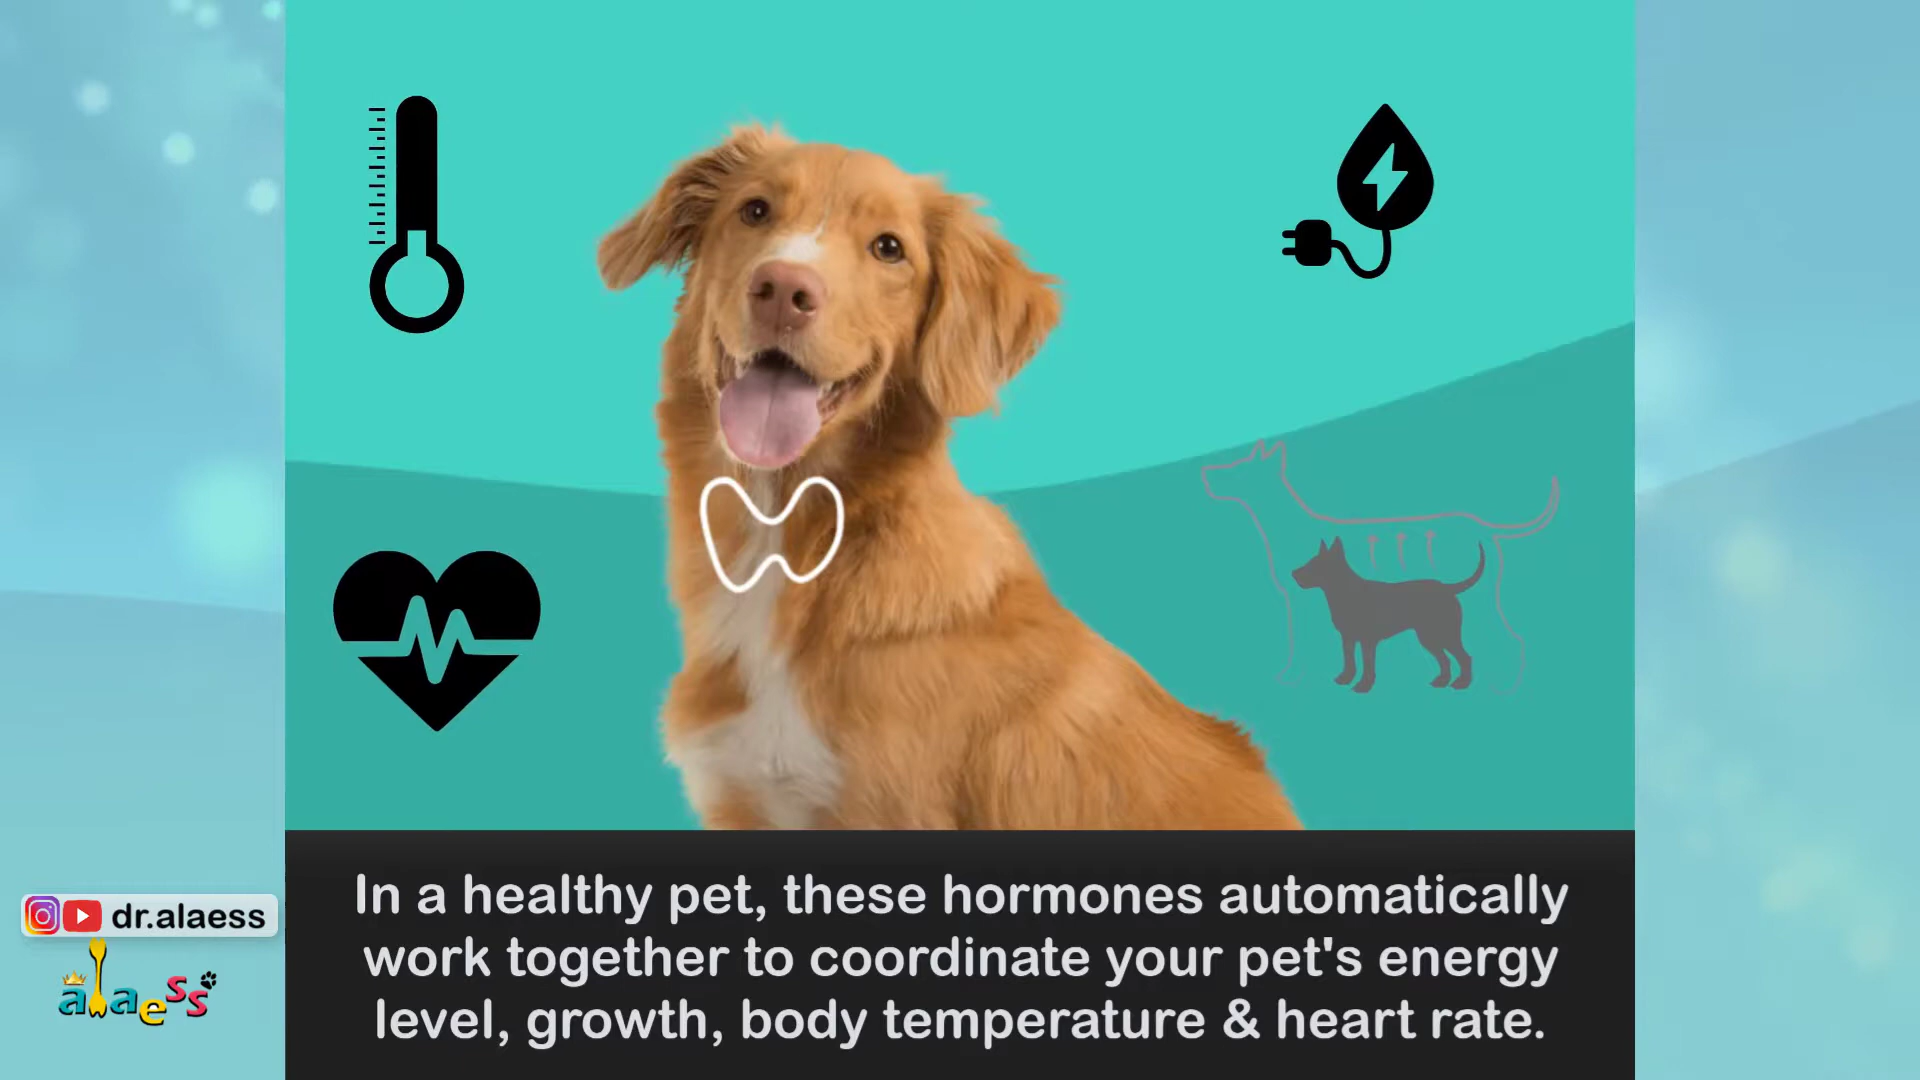 In a healthy pet, these hormones automatically
work together to coordinate your pet's energy
level, growth, body temperature & heart rate.
dr.alaess
alaess